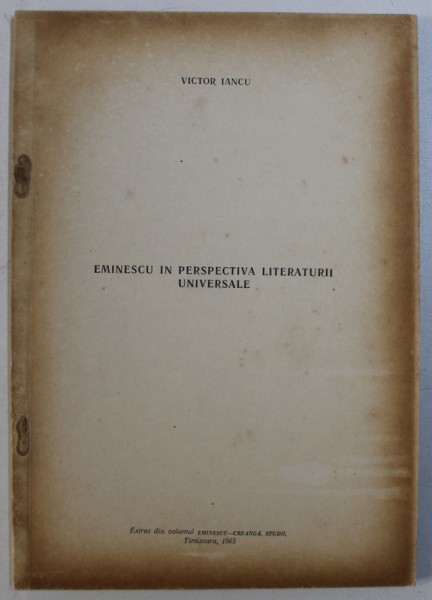 VICTOR IANCU
EMINESCU IN PERSPECTIVA LITERATURII
UNIVERSALE
Extras din volumul EMINESCU—CREANGĂ. STUDII.
Timișoara, 1965